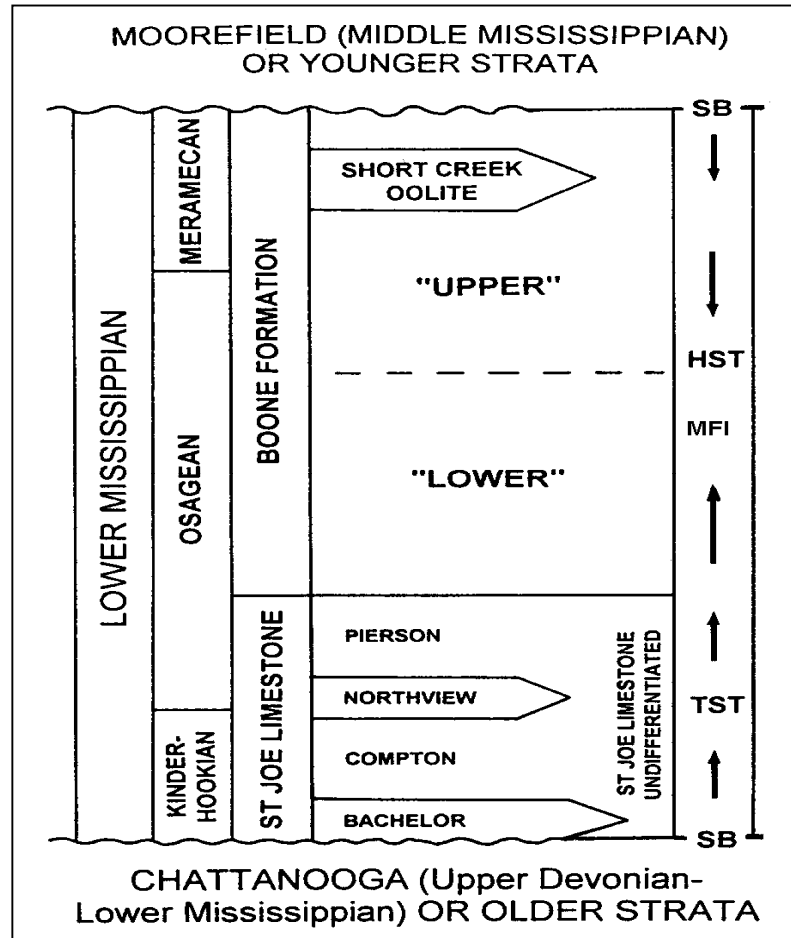 MOOREFIELD (MIDDLE MISSISSIPPIAN)
OR YOUNGER STRATA
LOWER MISSISSIPPIAN
MERAMECAN
OSAGEAN
KINDER-
HOOKIAN
BOONE FORMATION
ST JOE LIMESTONE
SHORT CREEK
OOLITE
"UPPER"
"LOWER"
PIERSON
NORTHVIEW
COMPTON
BACHELOR
ST JOE LIMESTONE
UNDIFFERENTIATED
SB
HST
MFI
TST
SB
CHATTANOOGA (Upper Devonian-
Lower Mississippian) OR OLDER STRATA